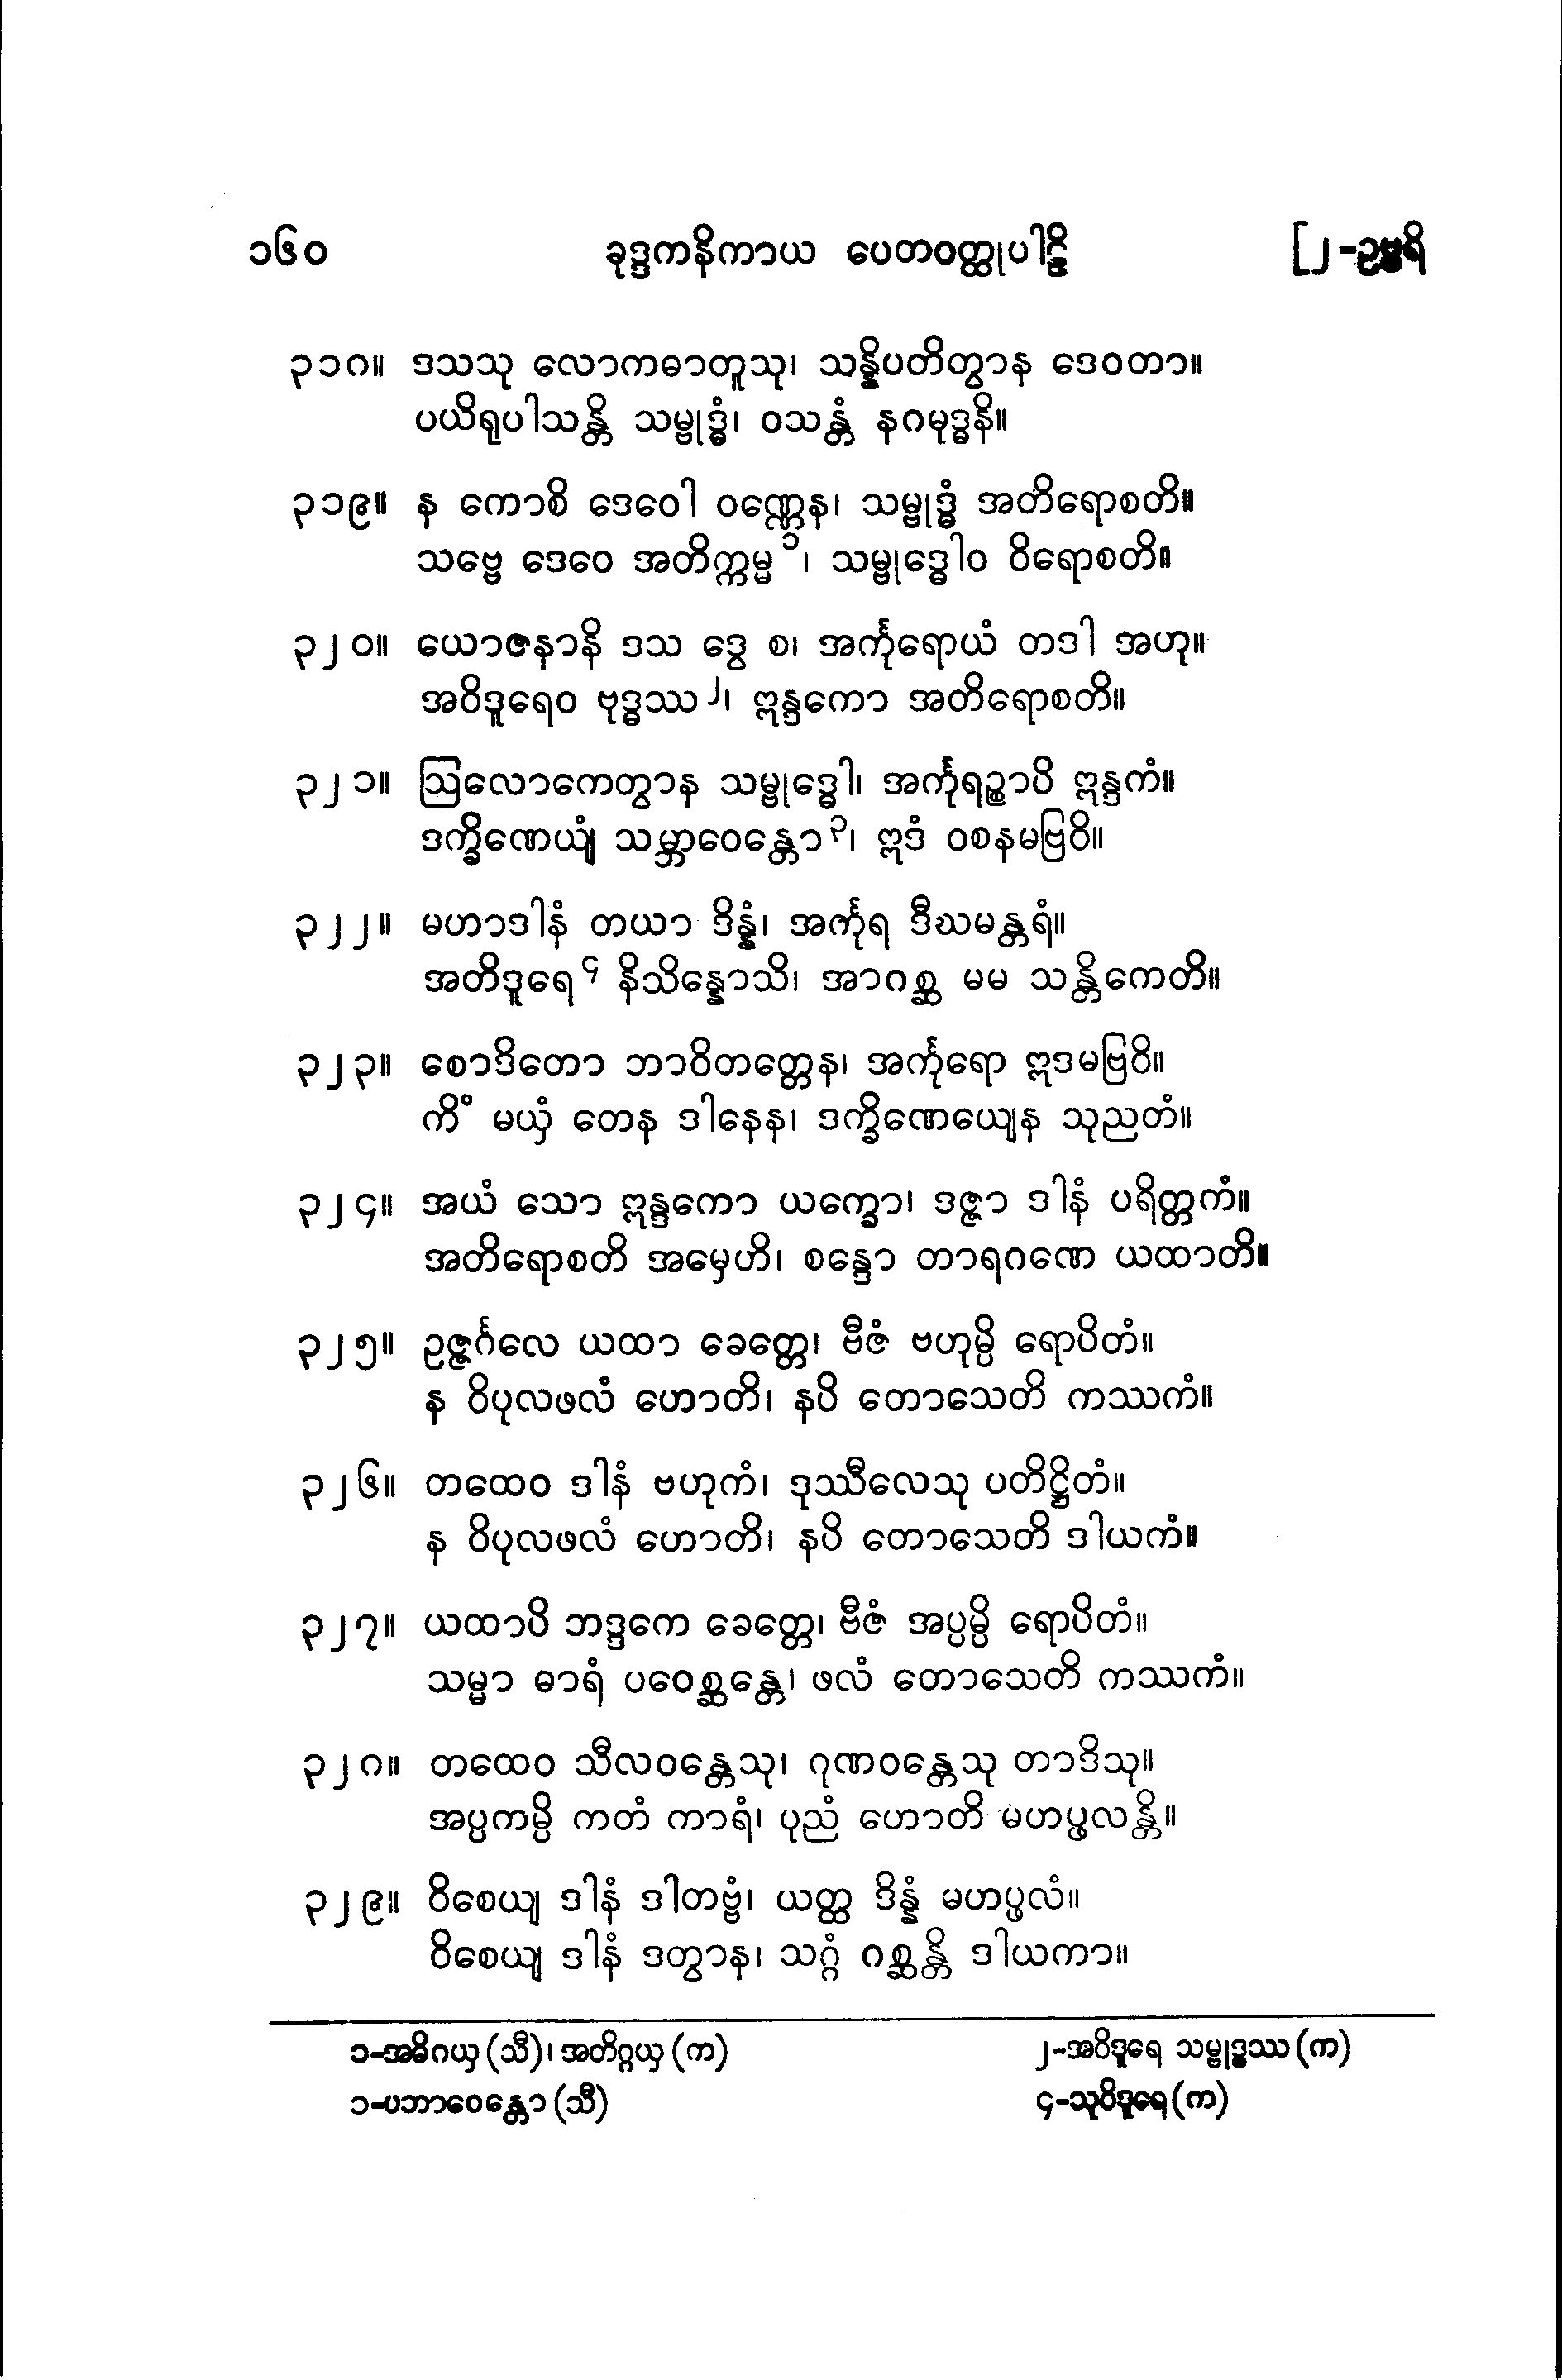 ၁၆၀ ခုဒ္ဒကနိကာယ ပေတဝတ္ထုပါဠိ [၂-ဥဗ္ဗရိ
၃၁၈။ ဒသသု လောကဓာတူသု၊ သန္နိပတိတွာန ဒေဝတာ။
ပယိရုပါသန္တိ သမ္ဗုဒ္ဓံ၊ ဝသန္တံ နဂမုဒ္ဓနိ။
၃၁၉။ န ကောစိ ဒေဝေါ ဝဏ္ဏေန၊ သမ္ဗုဒ္ဓံ အတိရောစတိ။
သဗ္ဗေ ဒေဝေ အတိက္ကမ္မ ၁၊ သမ္ဗုဒ္ဓေါဝ ဝိရောစတိ။
၃၂၀။ ယောဇနာနိ ဒသ ဒွေ စ၊ အင်္ကုရောယံ တဒါ အဟု။
အဝိဒူရေဝ ဗုဒ္ဓဿ ၂၊ ဣန္ဒကော အတိရောစတိ။
၃၂၁။ ဩလောကေတွာန သမ္ဗုဒ္ဓေါ၊ အင်္ကုရဉ္စာပိ ဣန္ဒကံ။
ဒက္ခိဏေယျံ သမ္ဘာဝေန္တော ၃၊ ဣဒံ ဝစနမဗြဝိ။
၃၂၂။ မဟာဒါနံ တယာ ဒိန္နံ၊ အင်္ကုရ ဒီဃမန္တရံ။
အတိဒူရေ ၄ နိသိန္နောသိ၊ အာဂစ္ဆ မမ သန္တိကေတိ။
၃၂၃။ စောဒိတော ဘာဝိတတ္တေန၊ အင်္ကုရော ဣဒမဗြဝိ။
ကိံ မယှံ တေန ဒါနေန၊ ဒက္ခိဏေယျေန သုညတံ။
၃၂၄။ အယံ သော ဣန္ဒကော ယက္ခော၊ ဒဇ္ဇာ ဒါနံ ပရိတ္တကံ။
အတိရောစတိ အမှေဟိ၊ စန္ဒော တာရဂဏေ ယထာတိ။
၃၂၅။ ဥဇ္ဇင်္ဂလေ ယထာ ခေတ္တေ၊ ဗီဇံ ဗဟုမ္ပိ ရောပိတံ။
န ဝိပုလဖလံ ဟောတိ၊ နပိ တောသေတိ ကဿကံ။
၃၂၆။ တထေဝ ဒါနံ ဗဟုကံ၊ ဒုဿီလေသု ပတိဋ္ဌိတံ။
န ဝိပုလဖလံ ဟောတိ၊ နပိ တောသေတိ ဒါယကံ။
၃၂၇။ ယထာပိ ဘဒ္ဒကေ ခေတ္တေ၊ ဗီဇံ အပ္ပမ္ပိ ရောပိတံ။
သမ္မာ ဓာရံ ပဝေစ္ဆန္တေ၊ ဖလံ တောသေတိ ကဿကံ။
၃၂၈။ တထေဝ သီလဝန္တေသု၊ ဂုဏဝန္တေသု တာဒိသု။
အပ္ပကမ္ပိ ကတံ ကာရံ၊ ပုညံ ဟောတိ မဟပ္ဖလန္တိ။
၃၂၉။ ဝိစေယျ ဒါနံ ဒါတဗ္ဗံ၊ ယတ္ထ ဒိန္နံ မဟပ္ဖလံ။
ဝိစေယျ ဒါနံ ဒတွာန၊ သဂ္ဂံ ဂစ္ဆန္တိ ဒါယကာ။
၁-အဓိဂယှ (သီ)၊ အတိဂ္ဂယှ (က) ၂-အဝိဒူရေ သမ္ဗုဒ္ဓဿ (က)
၁-ပဘာဝေန္တော (သီ) ၄-သုဝိဒူရေ (က)